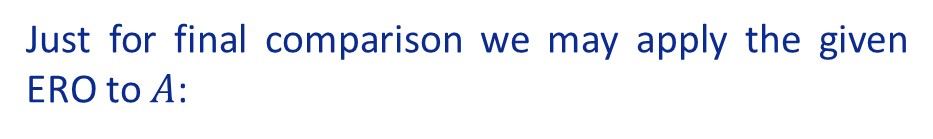 Just for final comparison we may apply the given
ERO to A: